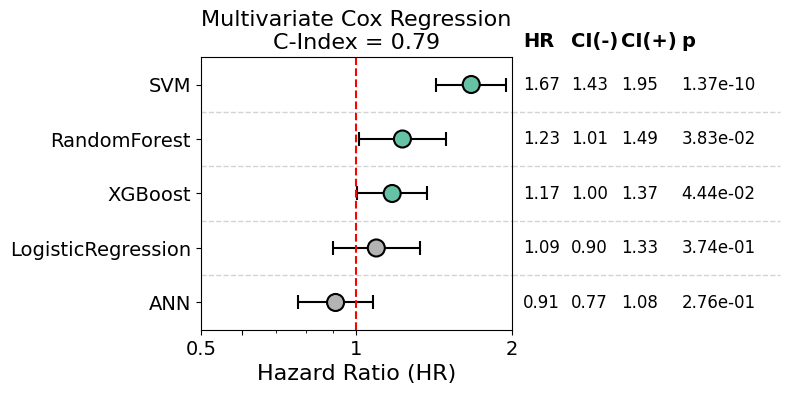 Multivariate Cox Regression
C-Index = 0.79
HR CI(-) CI(+) p
SVM 1.67 1.43 1.95 1.37e-10
RandomForest 1.23 1.01 1.49 3.83e-02
XGBoost 1.17 1.00 1.37 4.44e-02
LogisticRegression 1.09 0.90 1.33 3.74e-01
ANN 0.91 0.77 1.08 2.76e-01
0.5 1 2
Hazard Ratio (HR)